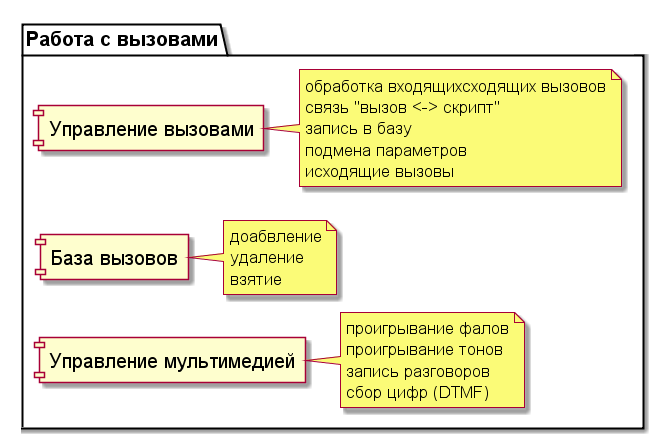 Работа с вызовами
Управление вызовами
обработка входящихсходящих вызовов
связь "вызов <-> скрипт"
запись в базу
подмена параметров
исходящие вызовы
База вызовов
доабвление
удаление
взятие
Управление мультимедией
проигрывание фалов
проигрывание тонов
запись разговоров
сбор цифр (DTMF)